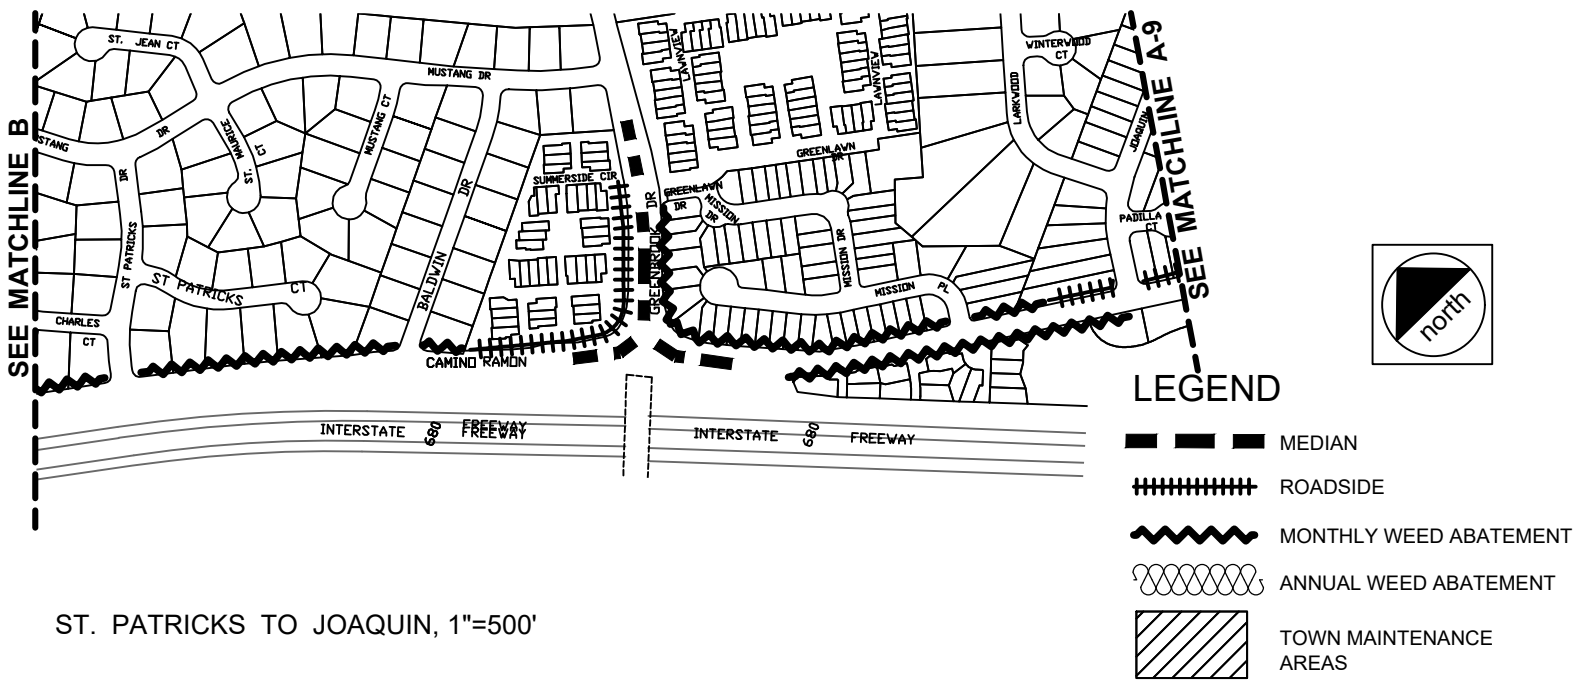 SEE MATCHLINE B
SEE MATCHLINE A-9
ST. JEAN CT
MUSTANG DR
LAWNVIEW
LAWNVIEW
WINTERWOOD
CT
LARKWOOD
JOAQUIN
STANG
DR
DR
ST. MAURICE
CT
MUSTANG CT
GREENLAWN
DR
SUMMERSIDE CIR
GREENLAWN
DR
MISSION
DR
PADILLA
CT
ST PATRICKS
BALDWIN DR
GREENBROOK DR
MISSION DR
ST PATRICKS CT
MISSION PL
CHARLES
CT
CAMINO RAMON
INTERSTATE 680 FREEWAY
FREEWAY
INTERSTATE 680 FREEWAY
north
LEGEND
MEDIAN
ROADSIDE
MONTHLY WEED ABATEMENT
ANNUAL WEED ABATEMENT
TOWN MAINTENANCE
AREAS
ST. PATRICKS TO JOAQUIN, 1"=500'